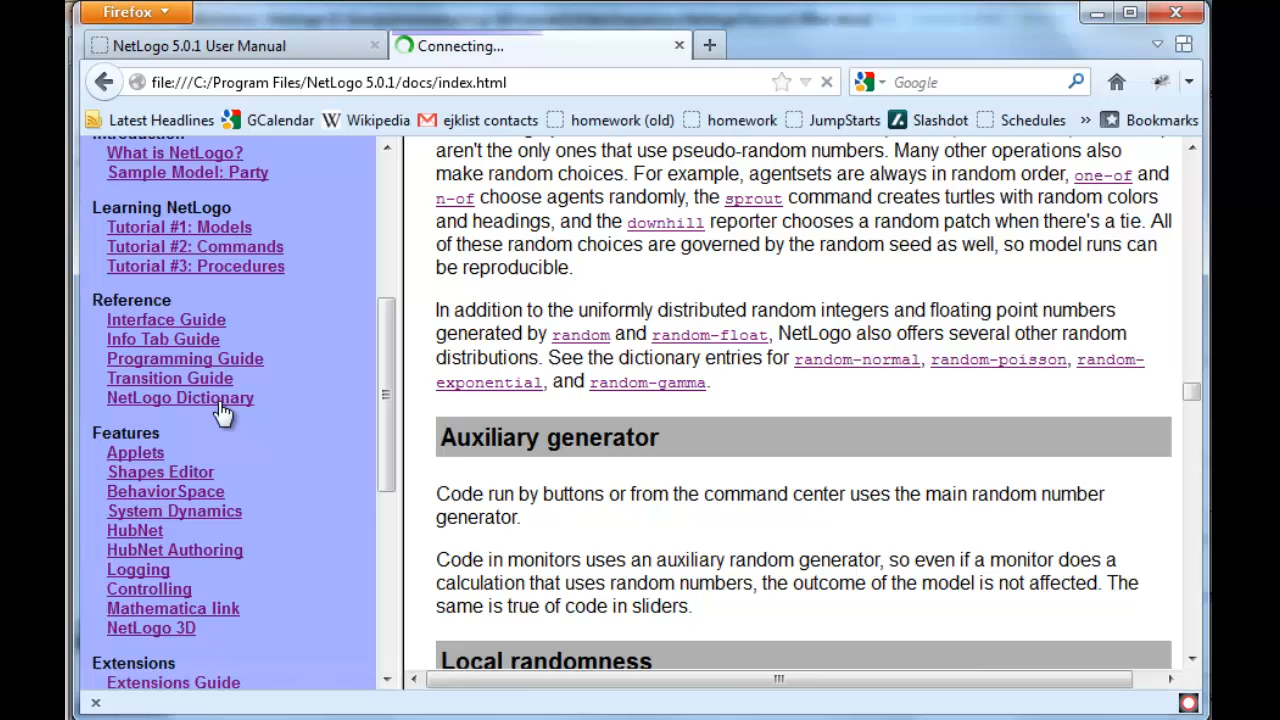 Firefox
NetLogo 5.0.1 User Manual
Connecting...
file:///C:/Program Files/NetLogo 5.0.1/docs/index.html
Google
Latest Headlines GCalendar Wikipedia ejklist contacts homework (old) homework JumpStarts Slashdot Schedules » Bookmarks
Introduction
What is NetLogo?
Sample Model: Party
Learning NetLogo
Tutorial #1: Models
Tutorial #2: Commands
Tutorial #3: Procedures
Reference
Interface Guide
Info Tab Guide
Programming Guide
Transition Guide
NetLogo Dictionary
Features
Applets
Shapes Editor
BehaviorSpace
System Dynamics
HubNet
HubNet Authoring
Logging
Controlling
Mathematica link
NetLogo 3D
Extensions
Extensions Guide
aren't the only ones that use pseudo-random numbers. Many other operations also
make random choices. For example, agentsets are always in random order, one-of and
n-of choose agents randomly, the sprout command creates turtles with random colors
and headings, and the downhill reporter chooses a random patch when there's a tie. All
of these random choices are governed by the random seed as well, so model runs can
be reproducible.
In addition to the uniformly distributed random integers and floating point numbers
generated by random and random-float, NetLogo also offers several other random
distributions. See the dictionary entries for random-normal, random-poisson, random-
exponential, and random-gamma.
Auxiliary generator
Code run by buttons or from the command center uses the main random number
generator.
Code in monitors uses an auxiliary random generator, so even if a monitor does a
calculation that uses random numbers, the outcome of the model is not affected. The
same is true of code in sliders.
Local randomness